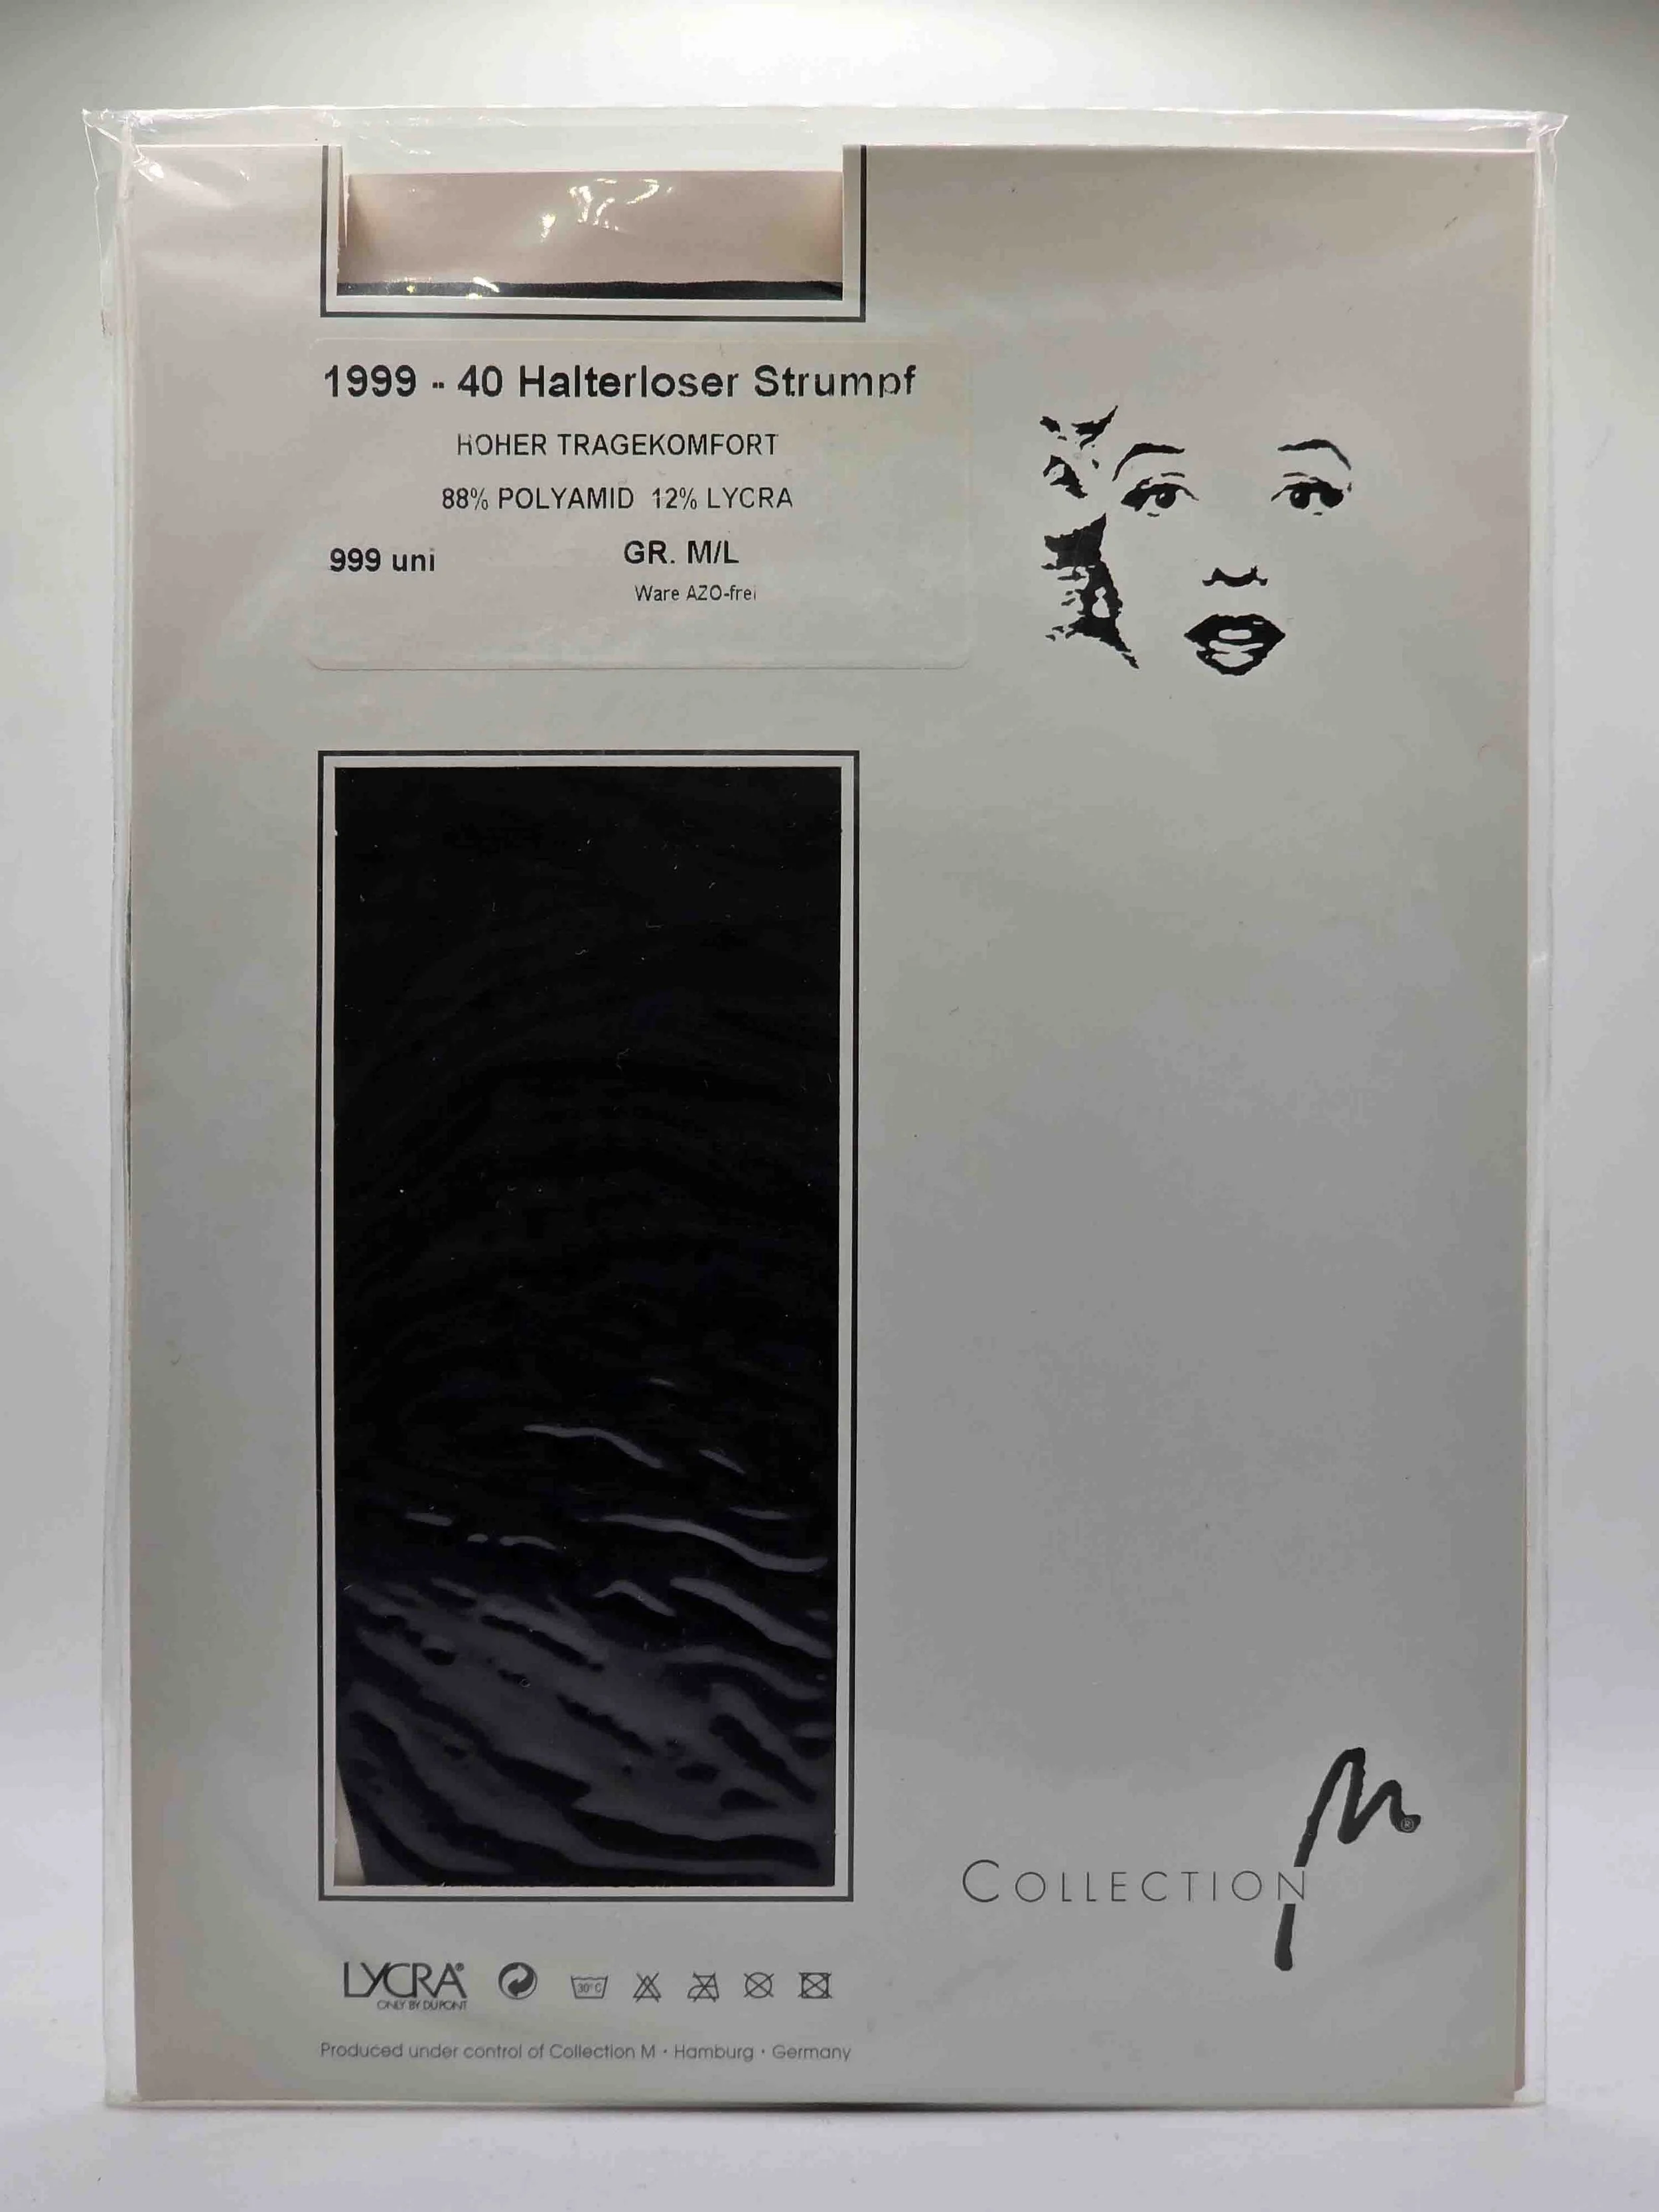 1999 - 40 Halterloser Strumpf
HOHER TRAGEKOMFORT
88% POLYAMID 12% LYCRA
999 uni GR. M/L
Ware AZO-frei
COLLECTION M®
LYCRA®
ONLY BY DUPONT
30°C
Produced under control of Collection M · Hamburg · Germany